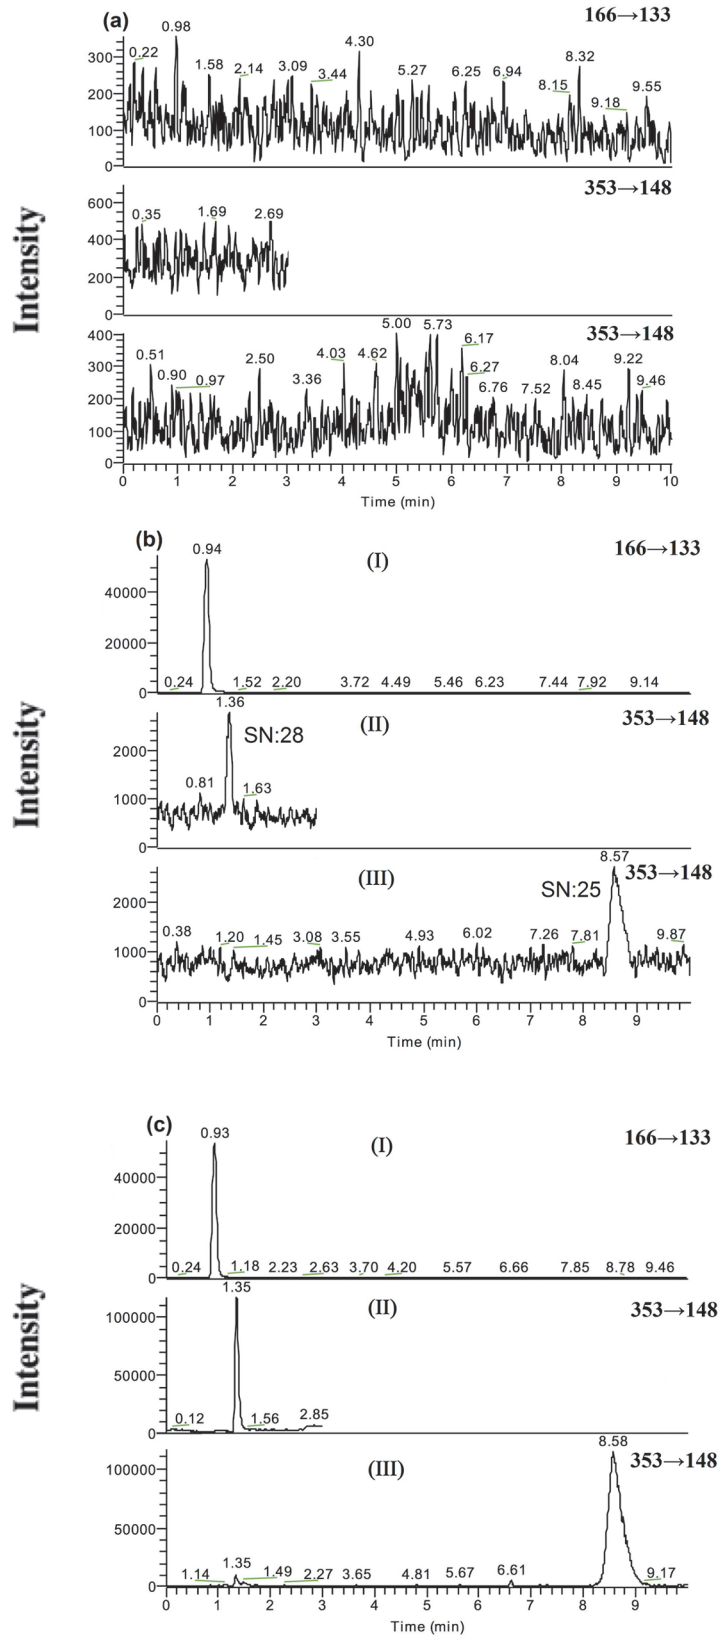 (a)
166→133
0.98
0.22 1.58 2.14 3.09 3.44 4.30 5.27 6.25 6.94 8.15 8.32 9.18 9.55
300
200
100
0
353→148
600
0.35 1.69 2.69
400
200
0
353→148
400
5.00 5.73
6.17
0.51 2.50 4.03 4.62 8.04 9.22
300
0.90 0.97 3.36 6.27 6.76 7.52 8.45 9.46
200
100
0
0 1 2 3 4 5 6 7 8 9 10
Time (min)
Intensity
(b)
166→133
0.94
(I)
40000
20000
0.24 1.52 2.20 3.72 4.49 5.46 6.23 7.44 7.92 9.14
0
1.36
(II)
353→148
SN:28
2000
0.81 1.63
1000
0
8.57
(III)
353→148
SN:25
2000
0.38 1.20 1.45 3.08 3.55 4.93 6.02 7.26 7.81 9.87
1000
0
0 1 2 3 4 5 6 7 8 9
Time (min)
Intensity
(c)
0.93
(I)
166→133
40000
20000
0.24 1.18 2.23 2.63 3.70 4.20 5.57 6.66 7.85 8.78 9.46
0
1.35
(II)
353→148
100000
50000
0.12 1.56 2.85
0
8.58
353→148
(III)
100000
50000
1.14 1.35 1.49 2.27 3.65 4.81 5.67 6.61 9.17
0
0 1 2 3 4 5 6 7 8 9
Time (min)
Intensity